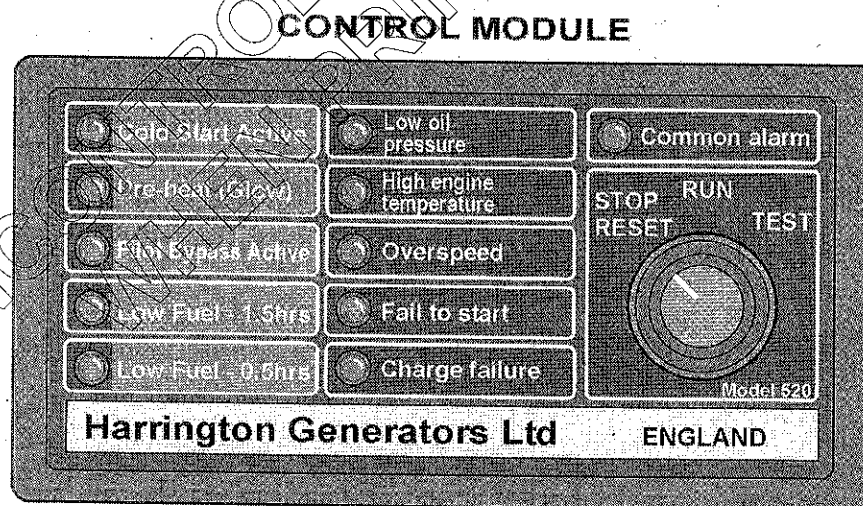 CONTROL MODULE
Cold Start Active
Pre-heat (Glow)
Pilot Bypass Active
Low Fuel - 1.5hrs
Low Fuel - 0.5hrs
Low oil
pressure
High engine
temperature
Overspeed
Fail to start
Charge failure
Common alarm
STOP
RESET
RUN
TEST
Model 520
Harrington Generators Ltd
ENGLAND